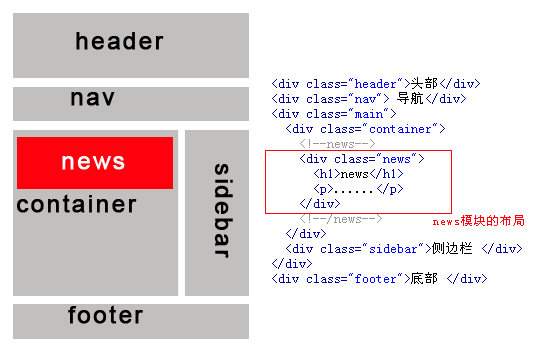 header
nav
news
container
sidebar
footer
<div class="header">头部</div>
<div class="nav"> 导航</div>
<div class="main">
<div class="container">
<!--news-->
<div class="news">
<h1>news</h1>
<p>......</p>
</div>
<!--/news-->
news模块的布局
</div>
<div class="sidebar">侧边栏 </div>
</div>
<div class="footer">底部 </div>